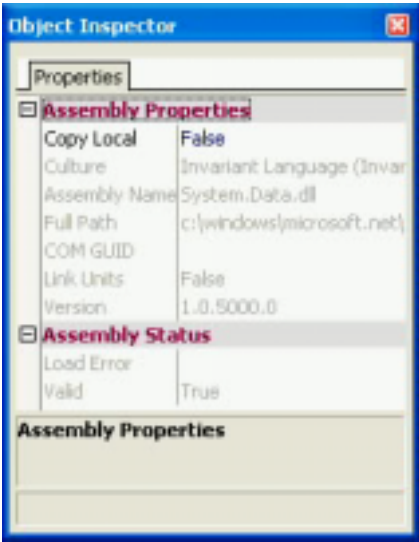 Object Inspector
Properties
Assembly Properties
Copy Local False
Culture Invariant Language (Invar
Assembly Name System.Data.dll
Full Path c:\windows\microsoft.net\
COM GUID
Link Units False
Version 1.0.5000.0
Assembly Status
Load Error
Valid True
Assembly Properties